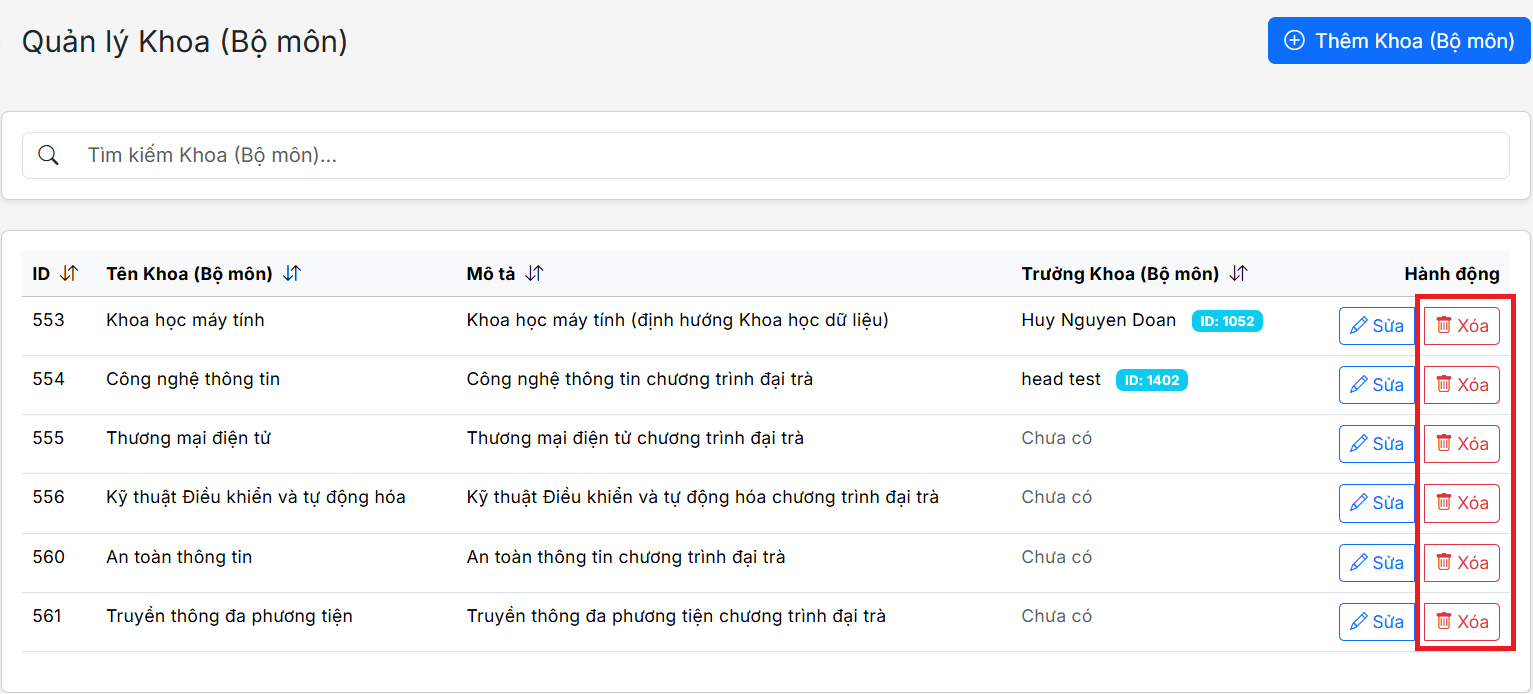 Quản lý Khoa (Bộ môn)
Thêm Khoa (Bộ môn)
Tìm kiếm Khoa (Bộ môn)...
ID Tên Khoa (Bộ môn) Mô tả Trưởng Khoa (Bộ môn) Hành động
553 Khoa học máy tính Khoa học máy tính (định hướng Khoa học dữ liệu) Huy Nguyen Doan ID: 1052 Sửa Xóa
554 Công nghệ thông tin Công nghệ thông tin chương trình đại trà head test ID: 1402 Sửa Xóa
555 Thương mại điện tử Thương mại điện tử chương trình đại trà Chưa có Sửa Xóa
556 Kỹ thuật Điều khiển và tự động hóa Kỹ thuật Điều khiển và tự động hóa chương trình đại trà Chưa có Sửa Xóa
560 An toàn thông tin An toàn thông tin chương trình đại trà Chưa có Sửa Xóa
561 Truyền thông đa phương tiện Truyền thông đa phương tiện chương trình đại trà Chưa có Sửa Xóa